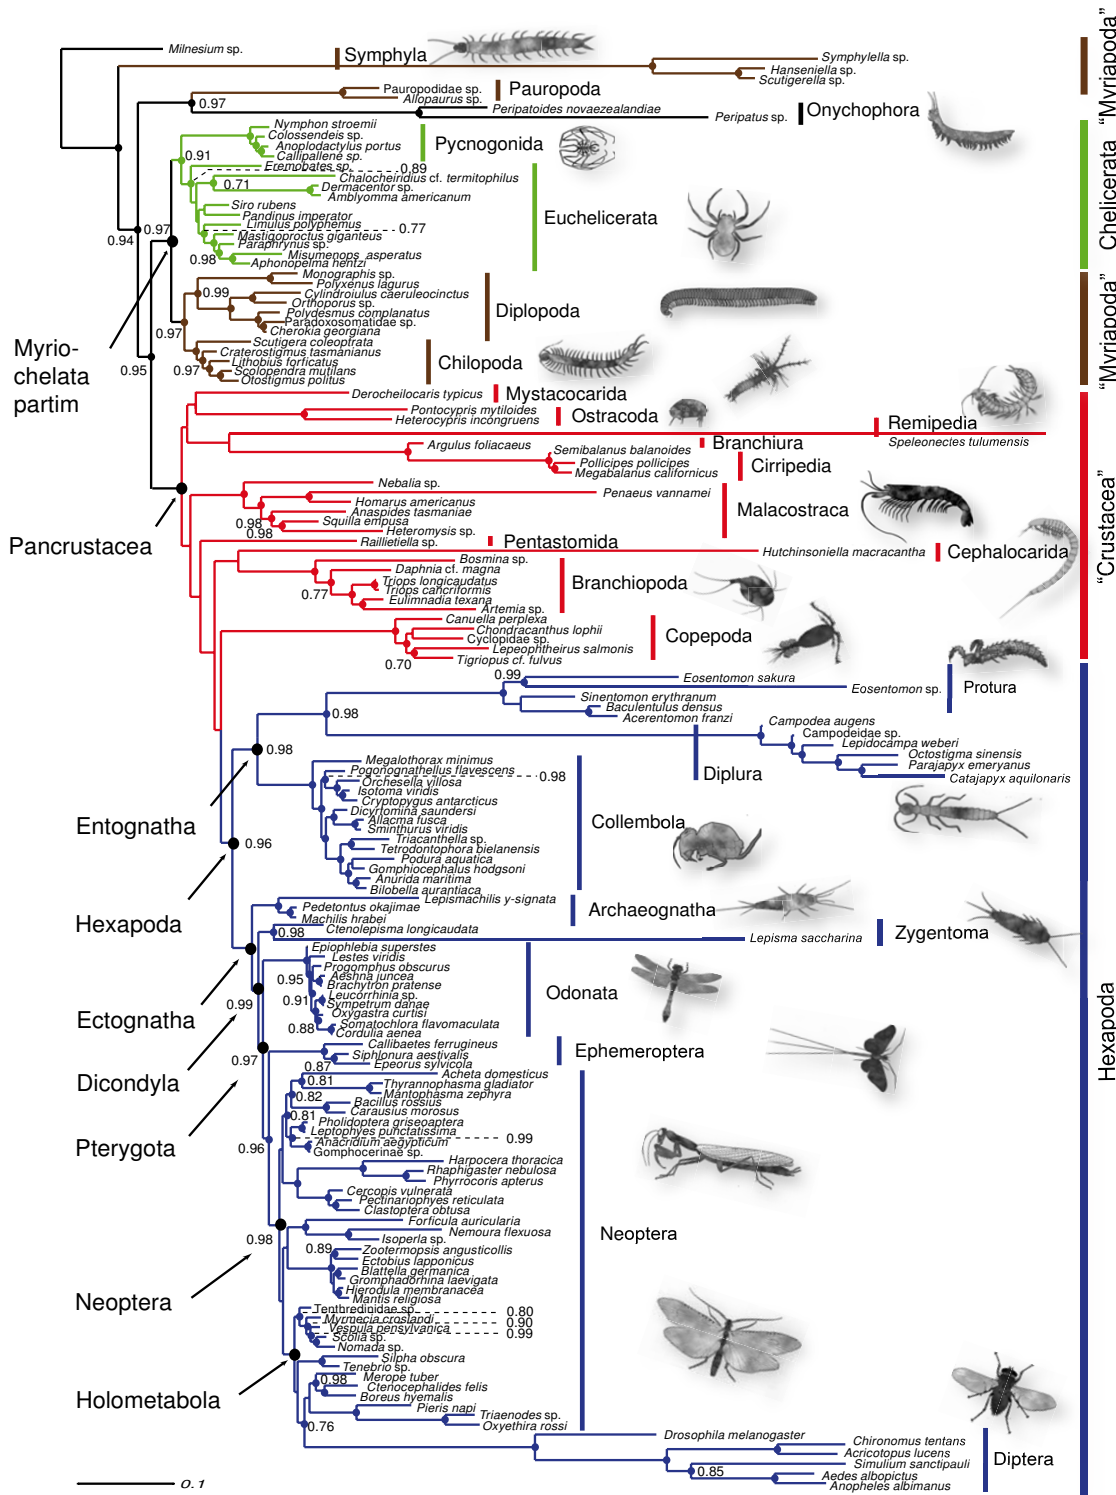 Milnesium sp.
Symphyla
Symphylella sp.
Hanseniella sp.
Scutigerella sp.
"Myriapoda"
Pauropodidae sp.
Allopaurus sp.
Pauropoda
0.97
Peripatoides novaezealandiae
Peripatus sp.
Onychophora
Nymphon stroemii
Colossendeis sp.
Anoplodactylus portus
Callipallene sp.
Pycnogonida
0.91
Eremobates sp.
0.89
Chalocheiridius cf. termitophilus
0.71
Dermacentor sp.
Amblyomma americanum
Siro rubens
Pandinus imperator
Limulus polyphemus
0.77
Mastigoproctus giganteus
Paraphrynus sp.
Misumenops asperatus
0.98
Aphonopelma hentzi
Euchelicerata
Chelicerata
0.97
0.94
Monographis sp.
Polyxenus lagurus
0.99
Cylindroiulus caeruleocinctus
Orthoporus sp.
Polydesmus complanatus
Paradoxosomatidae sp.
Cherokia georgiana
Diplopoda
0.97
Scutigera coleoptrata
Craterostigmus tasmanianus
Lithobius forficatus
0.97
Scolopendra mutilans
Otostigmus politus
Chilopoda
"Myriapoda"
Myrio-
chelata
partim
0.95
Derocheilocaris typicus
Mystacocarida
Pontocypris mytiloides
Heterocypris incongruens
Ostracoda
Remipedia
Speleonectes tulumensis
Argulus foliacaeus
Branchiura
Semibalanus balanoides
Pollicipes pollicipes
Megabalanus californicus
Cirripedia
Nebalia sp.
Penaeus vannamei
Homarus americanus
Anaspides tasmaniae
0.98
Squilla empusa
0.98
Heteromysis sp.
Malacostraca
Pancrustacea
Raillietiella sp.
Pentastomida
Hutchinsoniella macracantha
Cephalocarida
Bosmina sp.
Daphnia cf. magna
Triops longicaudatus
Triops cancriformis
0.77
Eulimnadia texana
Artemia sp.
Branchiopoda
Canuella perplexa
Chondracanthus lophii
Cyclopidae sp.
Lepeophtheirus salmonis
0.70
Tigriopus cf. fulvus
Copepoda
"Crustacea"
0.99
Eosentomon sakura
Eosentomon sp.
Sinentomon erythranum
Baculentulus densus
Acerentomon franzi
Protura
0.98
Campodea augens
Campodeidae sp.
Lepidocampa weberi
Octostigma sinensis
Parajapyx emeryanus
Catajapyx aquilonaris
Diplura
0.98
Megalothorax minimus
Pogonognathellus flavescens
0.98
Orchesella villosa
Isotoma viridis
Cryptopygus antarcticus
Dicyrtomina saundersi
Allacma fusca
Sminthurus viridis
Triacanthella sp.
Tetrodontophora bielanensis
Podura aquatica
Gomphiocephalus hodgsoni
Anurida maritima
Bilobella aurantiaca
Collembola
Entognatha
0.96
Hexapoda
Lepismachilis y-signata
Pedetontus okajimae
Machilis hrabei
Archaeognatha
Ctenolepisma longicaudata
0.98
Lepisma saccharina
Zygentoma
Epiophlebia superstes
Lestes viridis
Progomphus obscurus
0.95
Aeshna juncea
Brachytron pratense
0.91
Leucorrhinia sp.
Sympetrum danae
Oxygastra curtisi
0.88
Somatochlora flavomaculata
Cordulia aenea
Odonata
Ectognatha
0.99
Callibaetes ferrugineus
Siphlonura aestivalis
Epeorus sylvicola
Ephemeroptera
Dicondyla
0.97
0.87
Acheta domesticus
0.81
Thyrannophasma gladiator
Mantophasma zephyra
0.82
Bacillus rossius
Carausius morosus
0.81
Pholidoptera griseoaptera
Leptophyes punctatissima
0.99
Anacridium aegypticum
Gomphocerinae sp.
Pterygota
0.96
Harpocera thoracica
Rhaphigaster nebulosa
Phyrrocoris apterus
Cercopis vulnerata
Pectinariophyes reticulata
Clastoptera obtusa
Neoptera
Forficula auricularia
Nemoura flexuosa
0.98
Isoperla sp.
0.89
Zootermopsis angusticollis
Ectobius lapponicus
Blattella germanica
Gromphadorhina laevigata
Hierodula membranacea
Mantis religiosa
Neoptera
Tenthredinidae sp.
0.80
Myrmecia croslandi
0.90
Vespula pensylvanica
0.99
Scolia sp.
Nomada sp.
Silpha obscura
Tenebrio sp.
Holometabola
Merope tuber
0.98
Ctenocephalides felis
Boreus hyemalis
Pieris napi
Triaenodes sp.
0.76
Oxyethira rossi
Drosophila melanogaster
Chironomus tentans
Acricotopus lucens
Simulium sanctipauli
0.85
Aedes albopictus
Anopheles albimanus
Diptera
Hexapoda
0.1